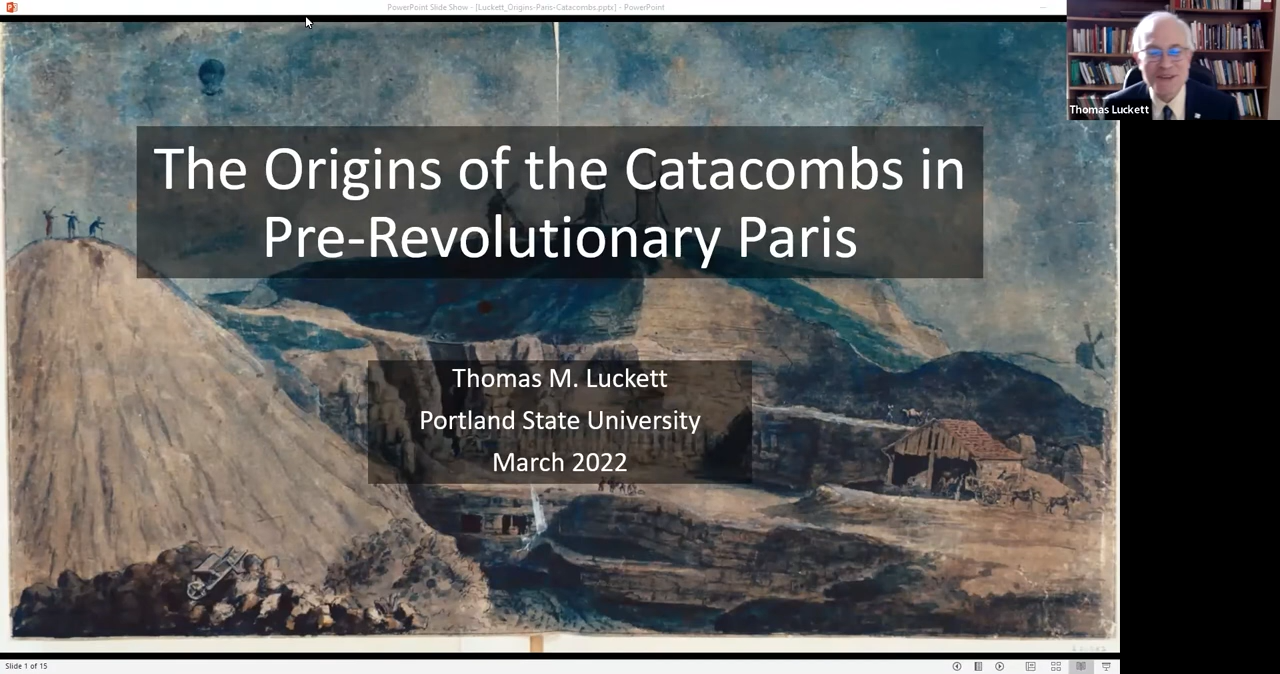 PowerPoint Slide Show - [Luckett_Origins-Paris-Catacombs.pptx] - PowerPoint
Thomas Luckett
The Origins of the Catacombs in
Pre-Revolutionary Paris
Thomas M. Luckett
Portland State University
March 2022
Slide 1 of 15